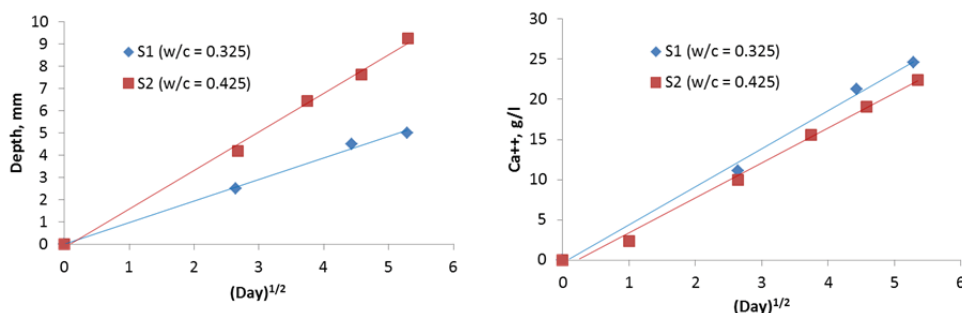 10
9
8
7
6
5
4
3
2
1
0
Depth, mm
S1 (w/c = 0.325)
S2 (w/c = 0.425)
0 1 2 3 4 5 6
(Day)1/2
30
25
20
15
10
5
0
Ca++, g/l
S1 (w/c = 0.325)
S2 (w/c = 0.425)
0 1 2 3 4 5 6
(Day)1/2